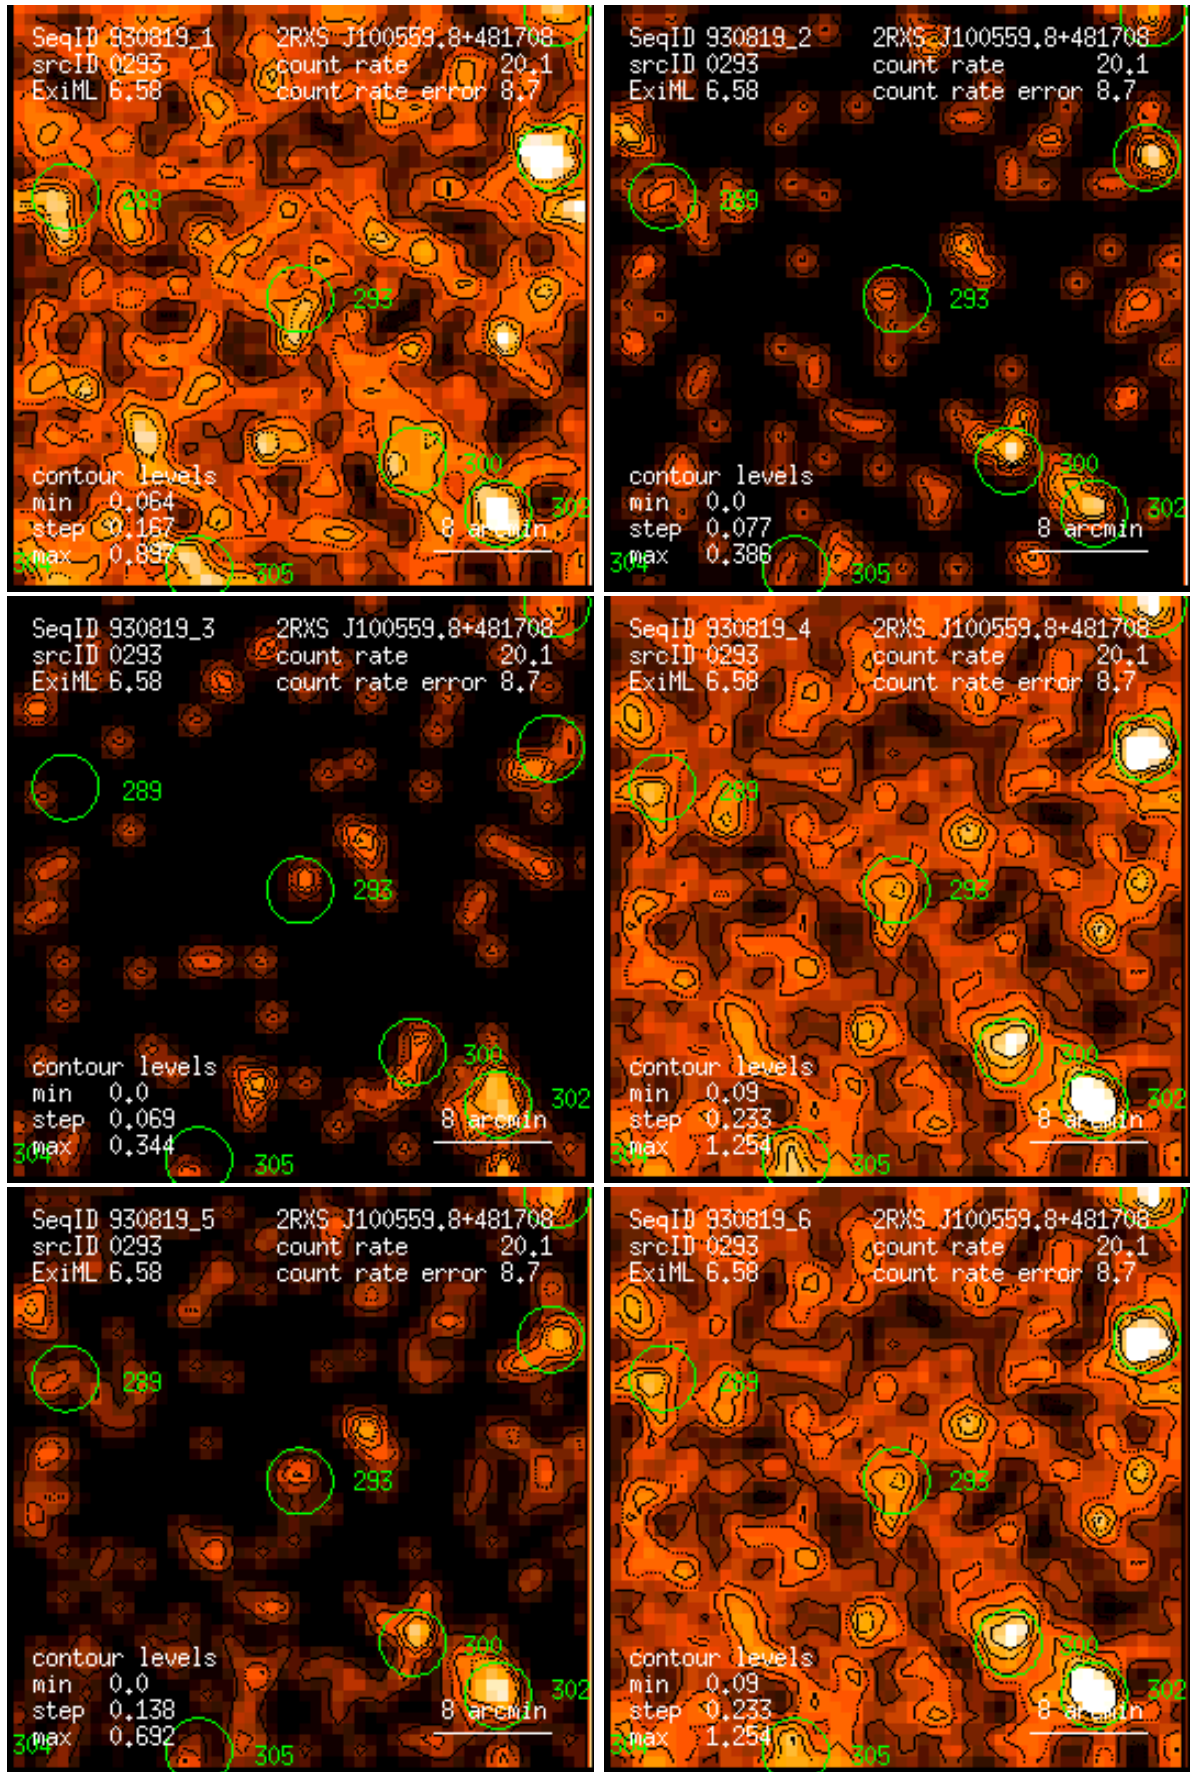 SeqID 930819_1 2RXS J100559.8+481708
srcID 0293 count rate 20.1
ExiML 6.58 count rate error 8.7
289
293
300
contour levels
min 0.064
step 0.167
max 0.897
8 arcmin
302
304
305
SeqID 930819_2 2RXS J100559.8+481708
srcID 0293 count rate 20.1
ExiML 6.58 count rate error 8.7
289
293
300
contour levels
min 0.0
step 0.077
max 0.386
8 arcmin
302
304
305
SeqID 930819_3 2RXS J100559.8+481708
srcID 0293 count rate 20.1
ExiML 6.58 count rate error 8.7
289
293
300
contour levels
min 0.0
step 0.069
max 0.344
8 arcmin
302
304
305
SeqID 930819_4 2RXS J100559.8+481708
srcID 0293 count rate 20.1
ExiML 6.58 count rate error 8.7
289
293
300
contour levels
min 0.09
step 0.233
max 1.254
8 arcmin
302
304
305
SeqID 930819_5 2RXS J100559.8+481708
srcID 0293 count rate 20.1
ExiML 6.58 count rate error 8.7
289
293
300
contour levels
min 0.0
step 0.138
max 0.692
8 arcmin
302
304
305
SeqID 930819_6 2RXS J100559.8+481708
srcID 0293 count rate 20.1
ExiML 6.58 count rate error 8.7
289
293
300
contour levels
min 0.09
step 0.233
max 1.254
8 arcmin
302
304
305